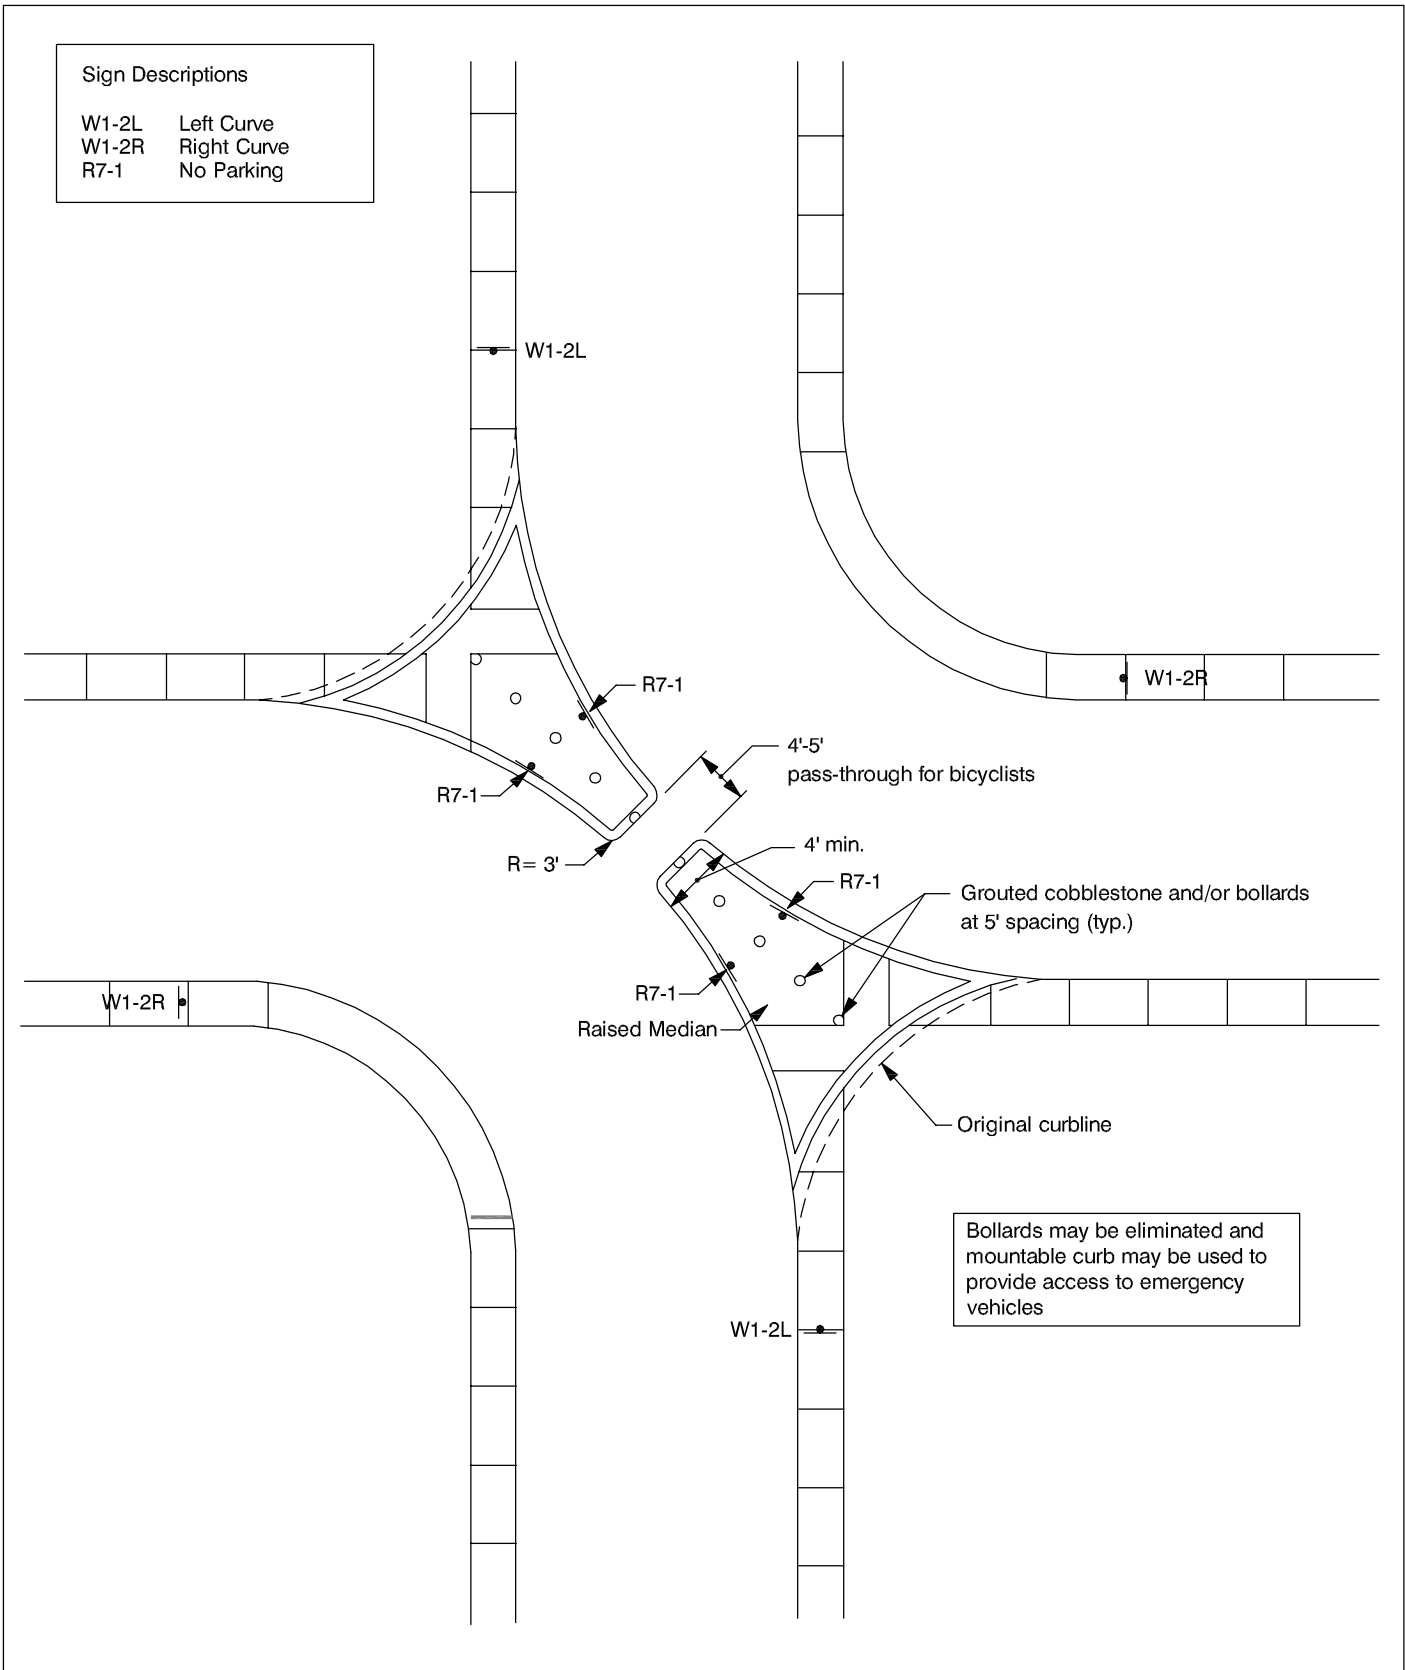 Sign Descriptions
W1-2L Left Curve
W1-2R Right Curve
R7-1 No Parking
W1-2L
W1-2R
R7-1
4'-5'
pass-through for bicyclists
R7-1
R= 3'
4' min.
R7-1
Grouted cobblestone and/or bollards
at 5' spacing (typ.)
R7-1
W1-2R
Raised Median
Original curbline
Bollards may be eliminated and
mountable curb may be used to
provide access to emergency
vehicles
W1-2L